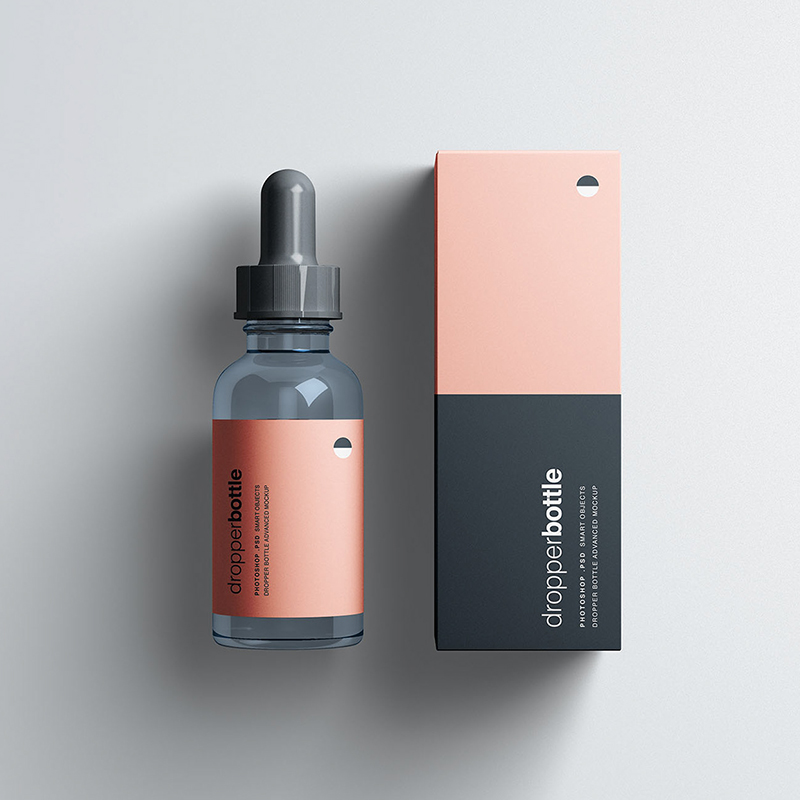 dropperbottle
PHOTOSHOP .PSD SMART OBJECTS
DROPPER BOTTLE ADVANCED MOCKUP
dropperbottle
PHOTOSHOP .PSD SMART OBJECTS
DROPPER BOTTLE ADVANCED MOCKUP